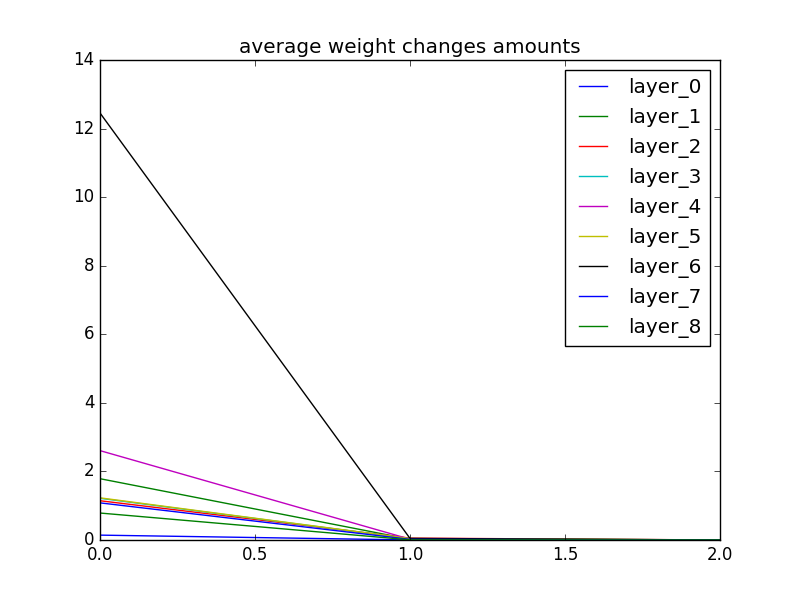 average weight changes amounts
14
12
10
8
6
4
2
0
0.0
0.5
1.0
1.5
2.0
layer_0
layer_1
layer_2
layer_3
layer_4
layer_5
layer_6
layer_7
layer_8